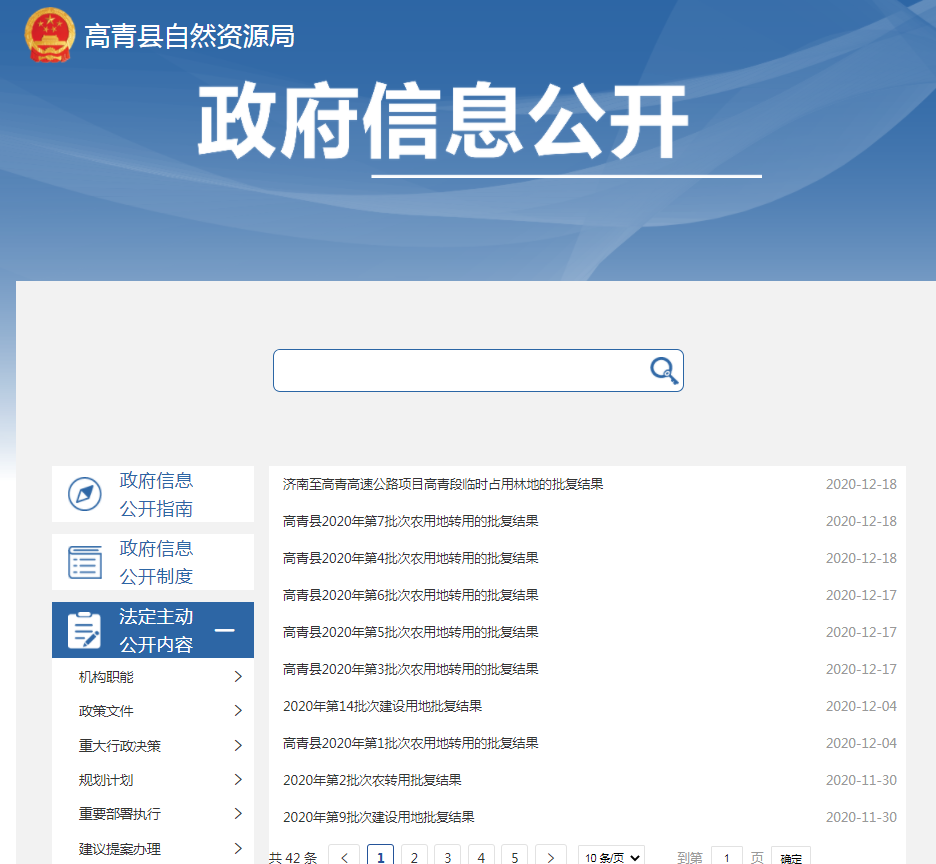 高青县自然资源局
政府信息公开
政府信息
公开指南
政府信息
公开制度
法定主动
公开内容
机构职能
政策文件
重大行政决策
规划计划
重要部署执行
建议提案办理
济南至高青高速公路项目高青段临时占用林地的批复结果 2020-12-18
高青县2020年第7批次农用地转用的批复结果 2020-12-18
高青县2020年第4批次农用地转用的批复结果 2020-12-18
高青县2020年第6批次农用地转用的批复结果 2020-12-17
高青县2020年第5批次农用地转用的批复结果 2020-12-17
高青县2020年第3批次农用地转用的批复结果 2020-12-17
2020年第14批次建设用地批复结果 2020-12-04
高青县2020年第1批次农用地转用的批复结果 2020-12-04
2020年第2批次农转用批复结果 2020-11-30
2020年第9批次建设用地批复结果 2020-11-30
共 42 条 < 1 2 3 4 5 > 10 条/页 到第 1 页 确定